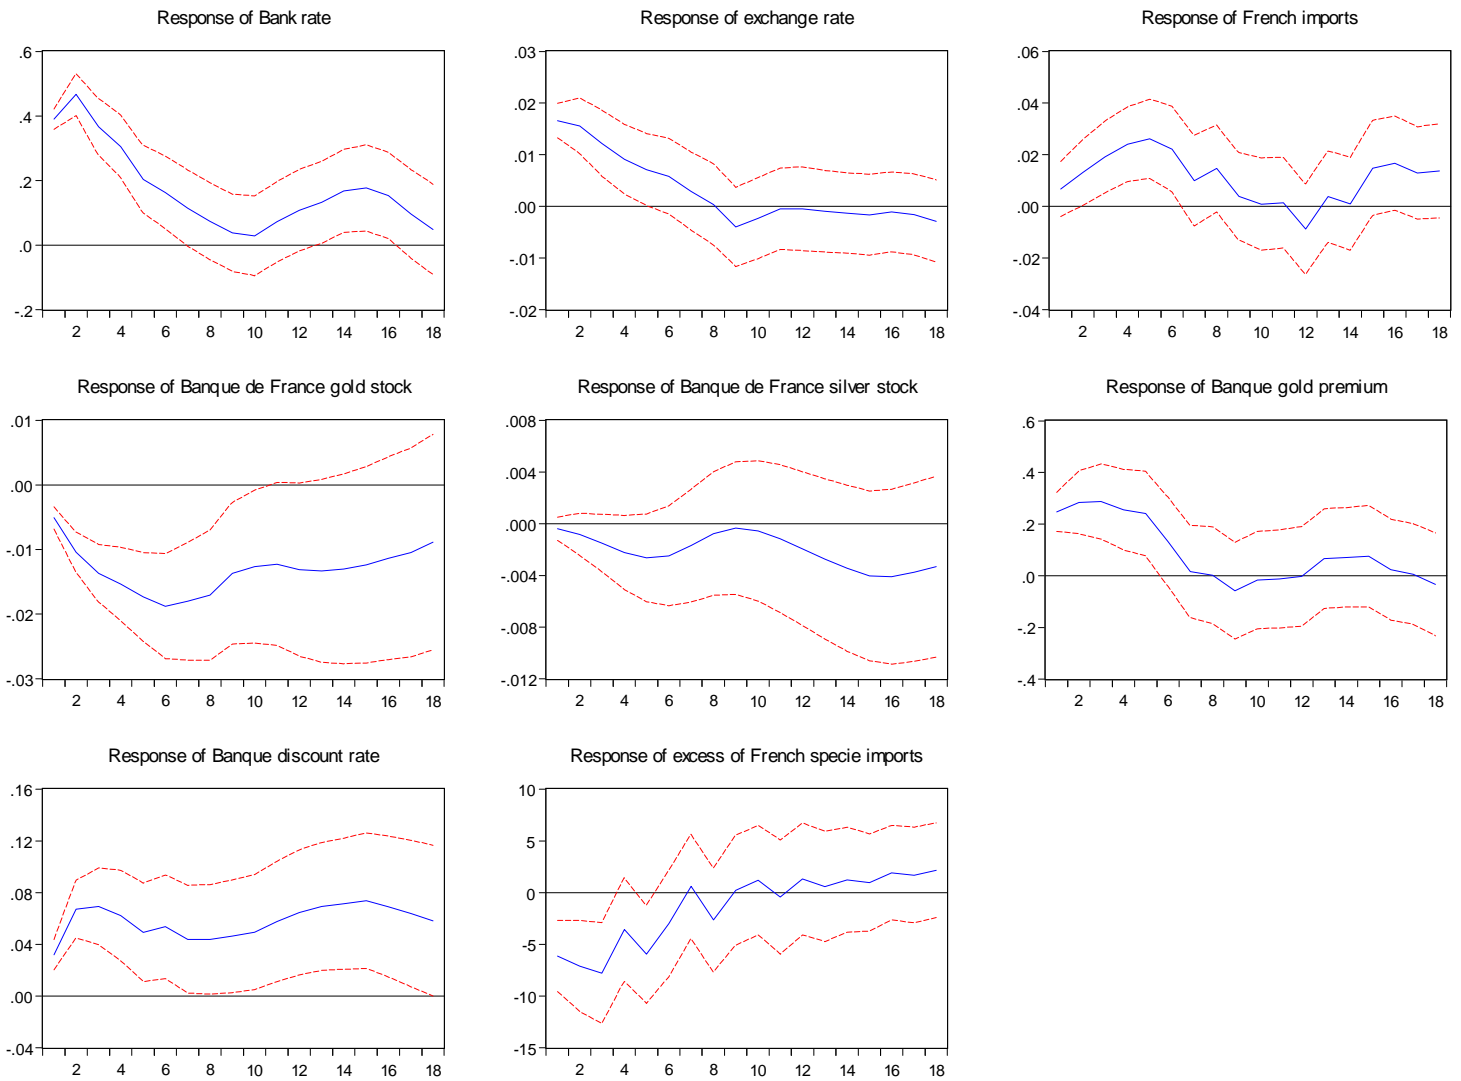 Response of Bank rate
.6
.4
.2
.0
-.2
2 4 6 8 10 12 14 16 18
Response of exchange rate
.03
.02
.01
.00
-.01
-.02
2 4 6 8 10 12 14 16 18
Response of French imports
.06
.04
.02
.00
-.02
-.04
2 4 6 8 10 12 14 16 18
Response of Banque de France gold stock
.01
.00
-.01
-.02
-.03
2 4 6 8 10 12 14 16 18
Response of Banque de France silver stock
.008
.004
.000
-.004
-.008
-.012
2 4 6 8 10 12 14 16 18
Response of Banque gold premium
.6
.4
.2
.0
-.2
-.4
2 4 6 8 10 12 14 16 18
Response of Banque discount rate
.16
.12
.08
.04
.00
-.04
2 4 6 8 10 12 14 16 18
Response of excess of French specie imports
10
5
0
-5
-10
-15
2 4 6 8 10 12 14 16 18